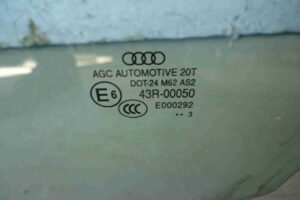 AGC AUTOMOTIVE 20T
DOT-24 M62 AS2
E6 43R-00050
CCC E000292
•• 3